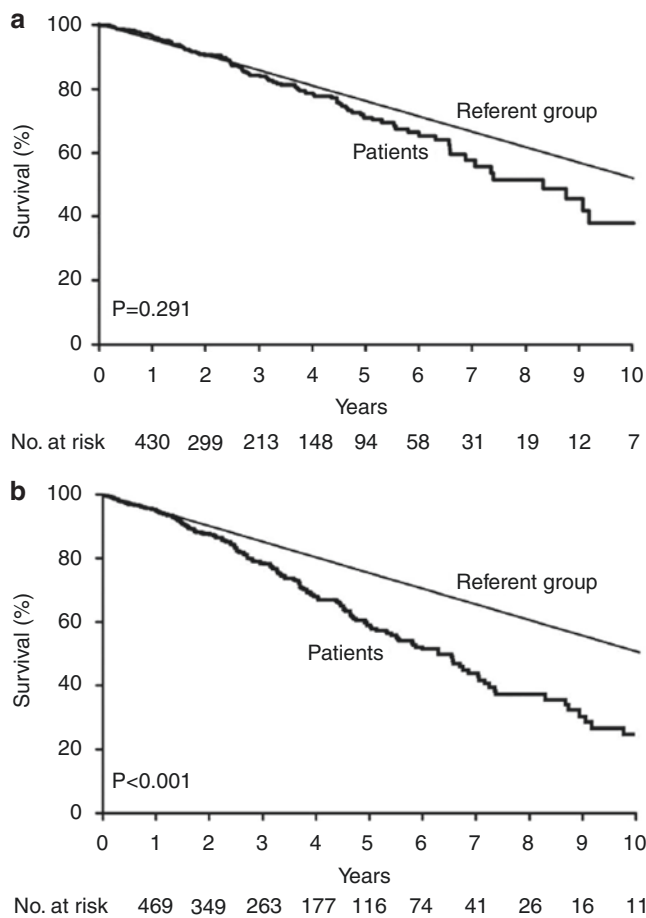 a
100
80
60
40
20
0
Survival (%)
Referent group
Patients
P=0.291
0 1 2 3 4 5 6 7 8 9 10
Years
No. at risk 430 299 213 148 94 58 31 19 12 7
b
100
80
60
40
20
0
Survival (%)
Referent group
Patients
P<0.001
0 1 2 3 4 5 6 7 8 9 10
Years
No. at risk 469 349 263 177 116 74 41 26 16 11